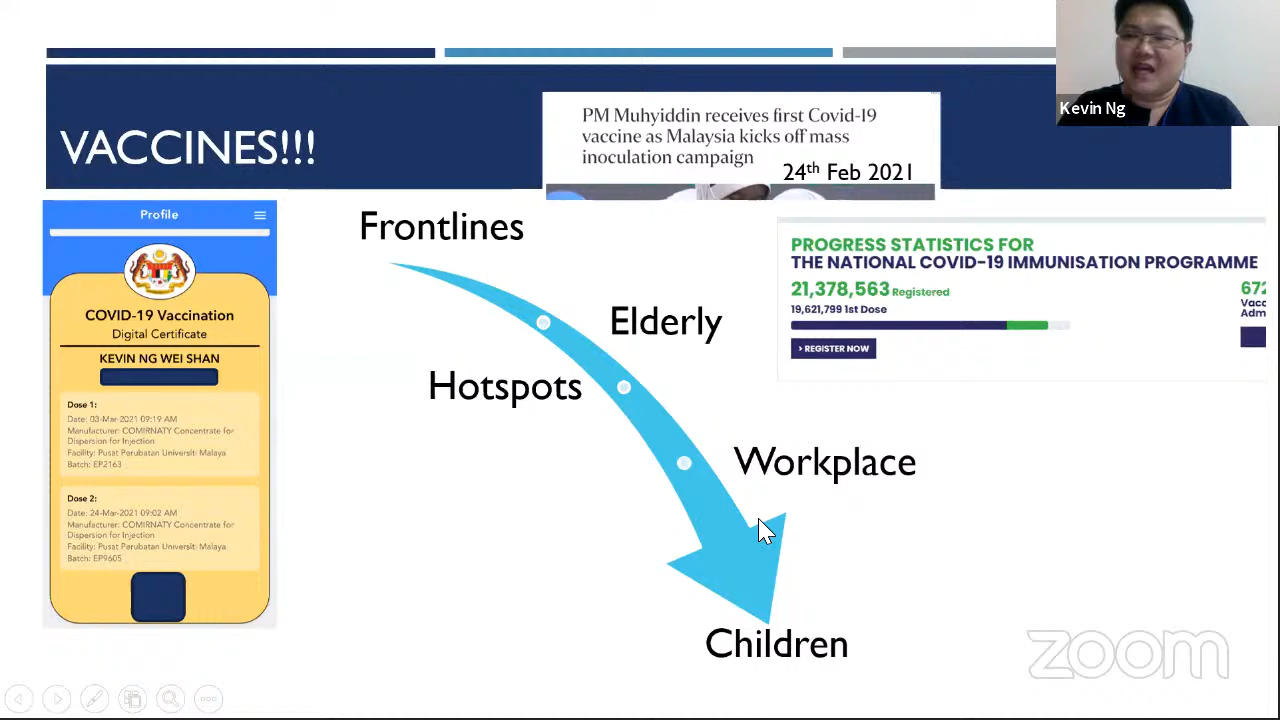 Kevin Ng
VACCINES!!!
PM Muhyiddin receives first Covid-19
vaccine as Malaysia kicks off mass
inoculation campaign
24th Feb 2021
Profile
COVID-19 Vaccination
Digital Certificate
KEVIN NG WEI SHAN
Dose 1:
Date: 03-Mar-2021 09:19 AM
Manufacturer: COMIRNATY Concentrate for
Dispersion for Injection
Facility: Pusat Perubatan Universiti Malaya
Batch: EP2163
Dose 2:
Date: 24-Mar-2021 09:02 AM
Manufacturer: COMIRNATY Concentrate for
Dispersion for Injection
Facility: Pusat Perubatan Universiti Malaya
Batch: EP9605
Frontlines
Elderly
Hotspots
Workplace
Children
PROGRESS STATISTICS FOR
THE NATIONAL COVID-19 IMMUNISATION PROGRAMME
21,378,563 Registered
19,621,799 1st Dose
> REGISTER NOW
672
Vacc
Adm
zoom